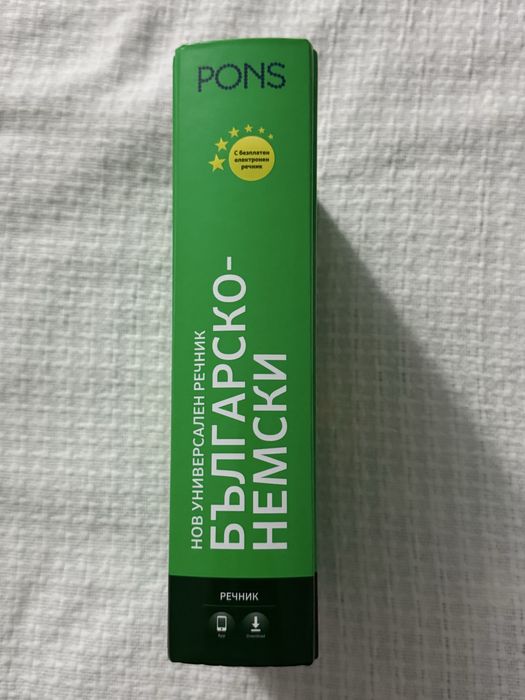 PONS
С безплатен
електронен
речник
НОВ УНИВЕРСАЛЕН РЕЧНИК
БЪЛГАРСКО-
НЕМСКИ
РЕЧНИК
App
Download